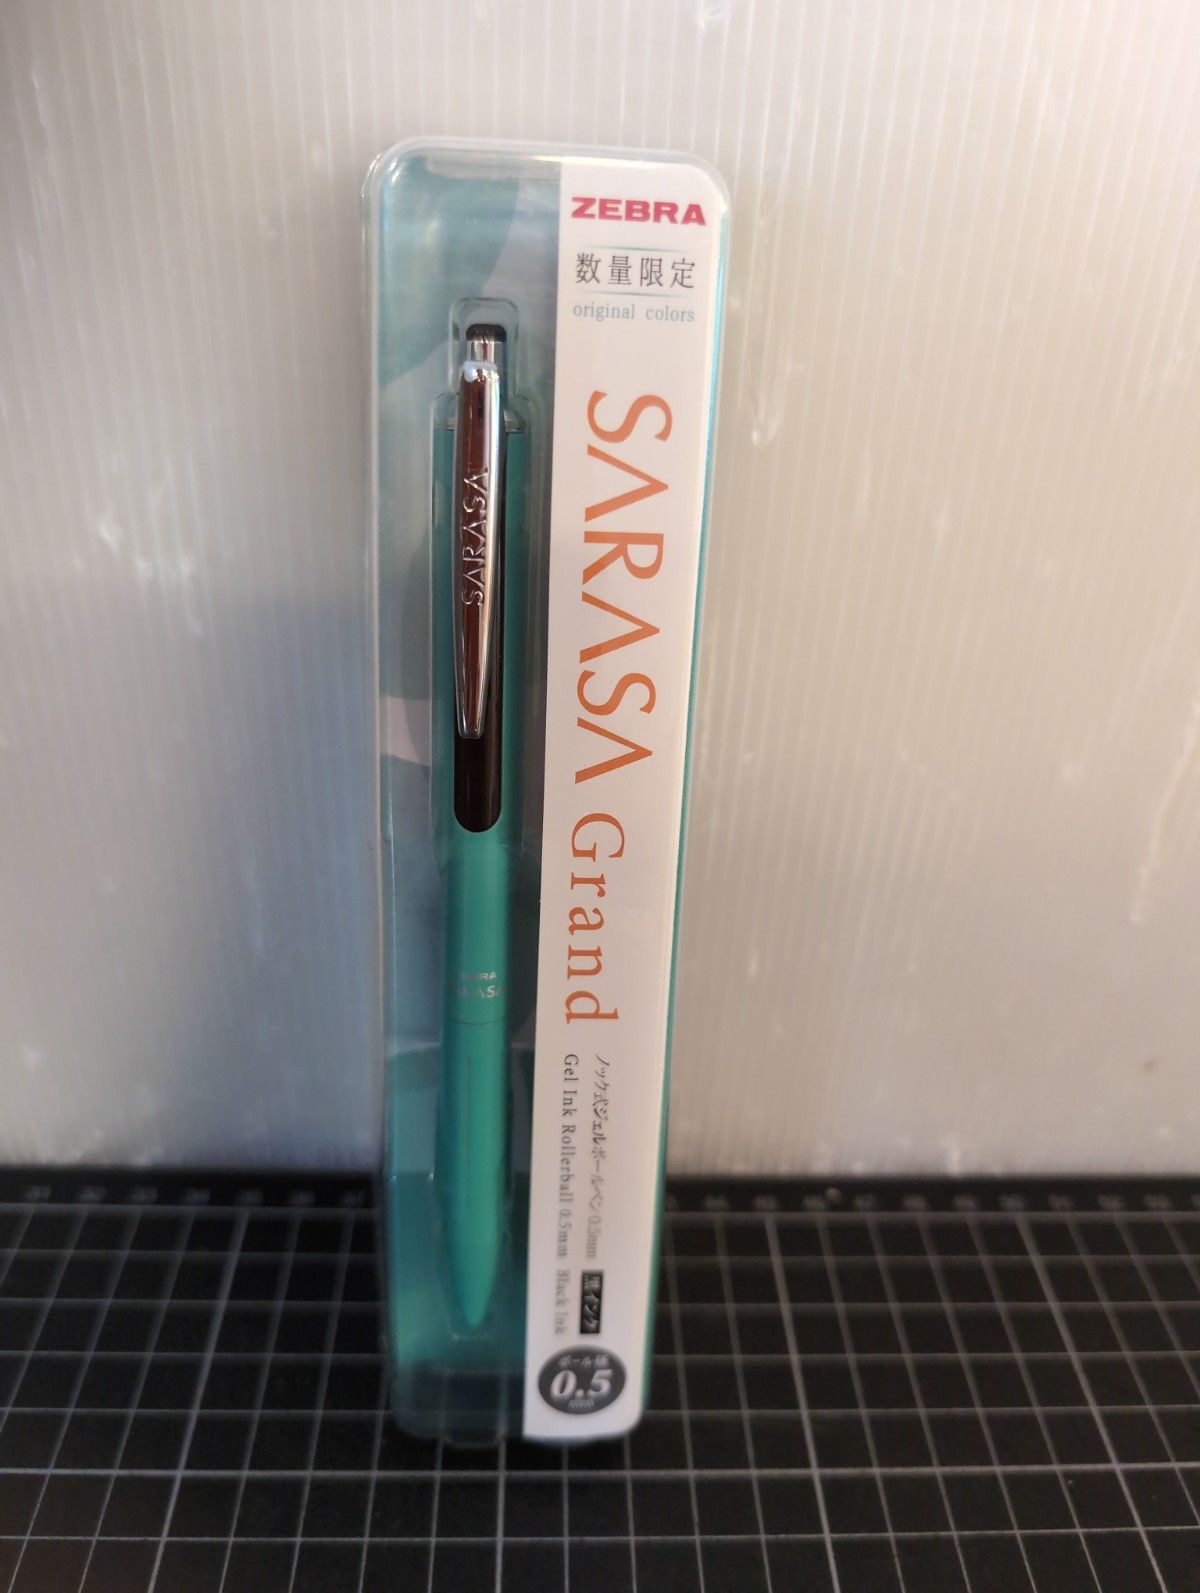 ZEBRA
数量限定
original colors
SARASA Grand
ノック式ジェルボールペン 0.5mm 黒インク
Gel Ink Rollerball 0.5mm Black Ink
ボール径
0.5
mm
SARASA